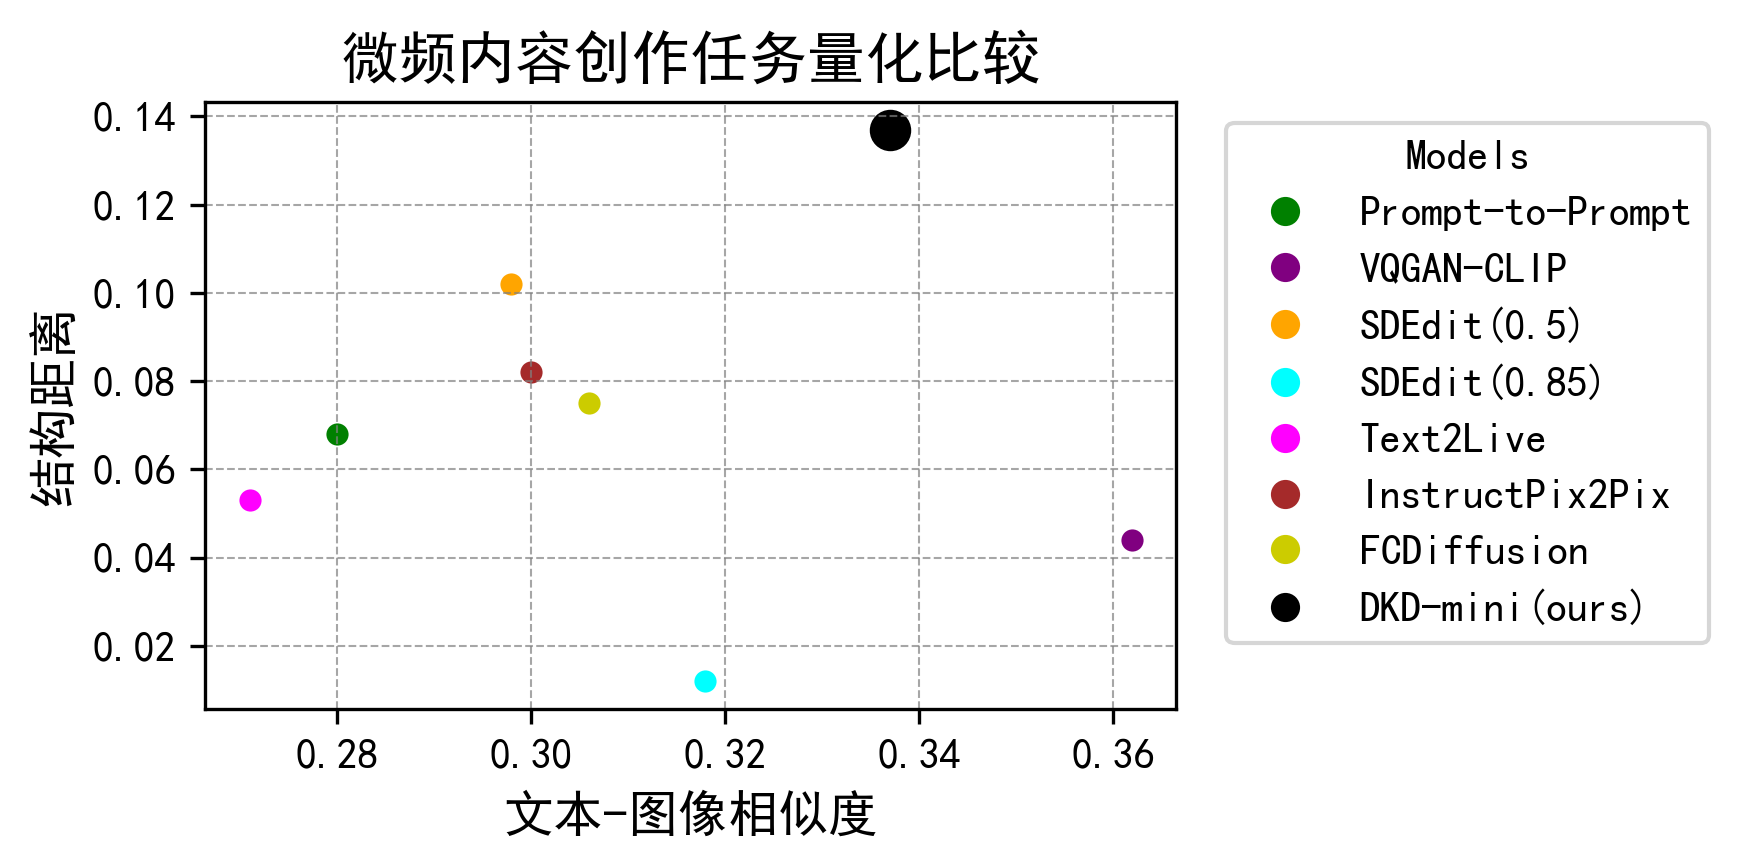 微频内容创作任务量化比较
结构距离
0.14
0.12
0.10
0.08
0.06
0.04
0.02
0.28
0.30
0.32
0.34
0.36
文本-图像相似度
Models
Prompt-to-Prompt
VQGAN-CLIP
SDEdit(0.5)
SDEdit(0.85)
Text2Live
InstructPix2Pix
FCDiffusion
DKD-mini(ours)